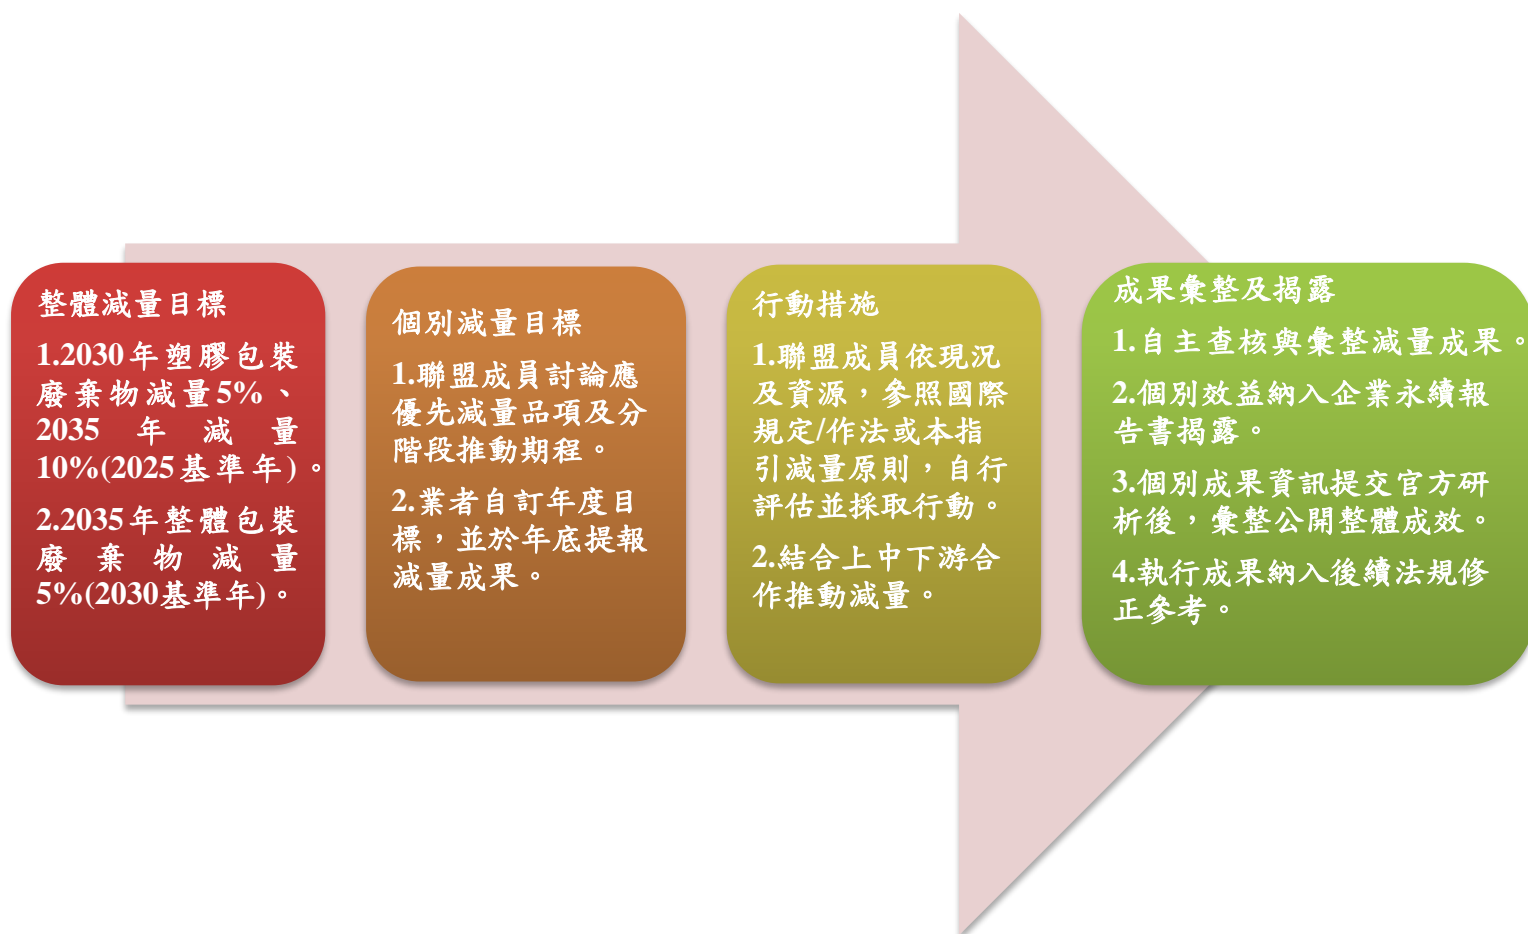 整體減量目標
1.2030年塑膠包裝
廢棄物減量5%、
2035年減量
10%(2025基準年)。
2.2035年整體包裝
廢棄物減量
5%(2030基準年)。
個別減量目標
1.聯盟成員討論應
優先減量品項及分
階段推動期程。
2.業者自訂年度目
標，並於年底提報
減量成果。
行動措施
1.聯盟成員依現況
及資源，參照國際
規定/作法或本指
引減量原則，自行
評估並採取行動。
2.結合上中下游合
作推動減量。
成果彙整及揭露
1.自主查核與彙整減量成果。
2.個別效益納入企業永續報
告書揭露。
3.個別成果資訊提交官方研
析後，彙整公開整體成效。
4.執行成果納入後續法規修
正參考。